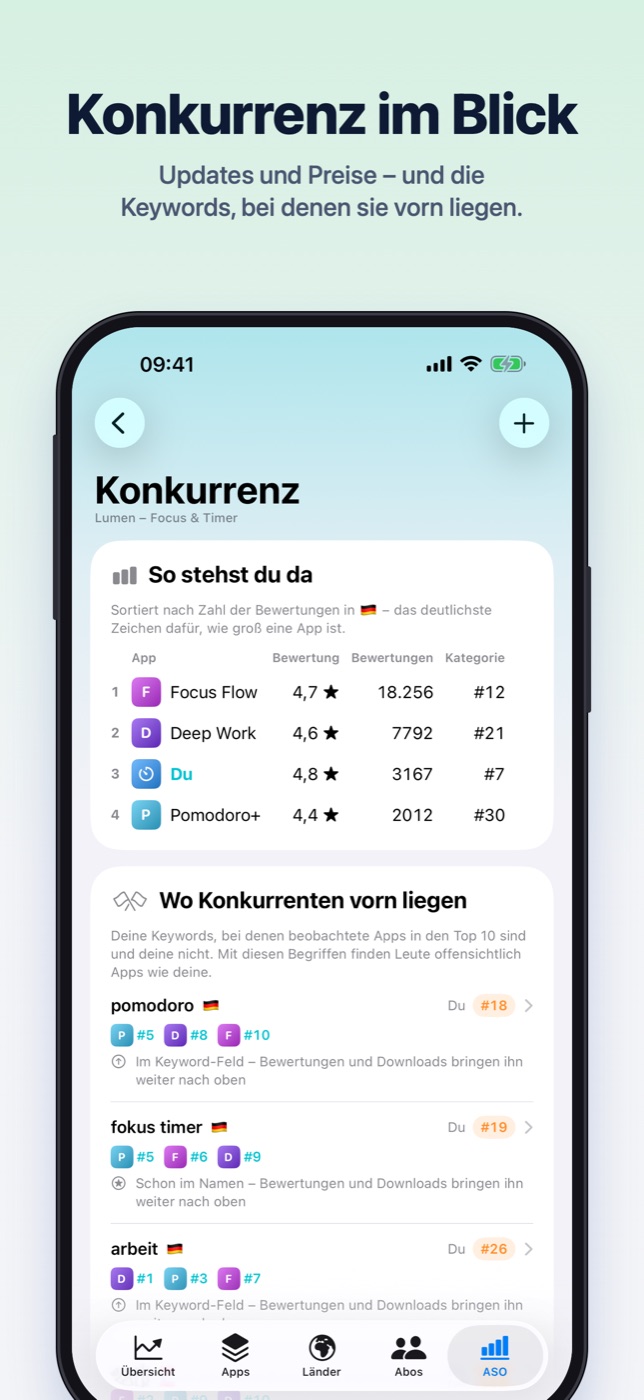 Konkurrenz im Blick
Updates und Preise – und die
Keywords, bei denen sie vorn liegen.
09:41
Konkurrenz
Lumen – Focus & Timer
So stehst du da
Sortiert nach Zahl der Bewertungen in 🇩🇪 – das deutlichste
Zeichen dafür, wie groß eine App ist.
App Bewertung Bewertungen Kategorie
1 F Focus Flow 4,7 ★ 18.256 #12
2 D Deep Work 4,6 ★ 7792 #21
3 Du 4,8 ★ 3167 #7
4 P Pomodoro+ 4,4 ★ 2012 #30
Wo Konkurrenten vorn liegen
Deine Keywords, bei denen beobachtete Apps in den Top 10 sind
und deine nicht. Mit diesen Begriffen finden Leute offensichtlich
Apps wie deine.
pomodoro 🇩🇪 Du #18
P #5 D #8 F #10
Im Keyword-Feld – Bewertungen und Downloads bringen ihn
weiter nach oben
fokus timer 🇩🇪 Du #19
P #5 F #6 D #9
Schon im Namen – Bewertungen und Downloads bringen ihn
weiter nach oben
arbeit 🇩🇪 Du #26
D #1 P #3 F #7
Im Keyword-Feld – Bewertungen und Downloads bringen ihn
Übersicht Apps Länder Abos ASO